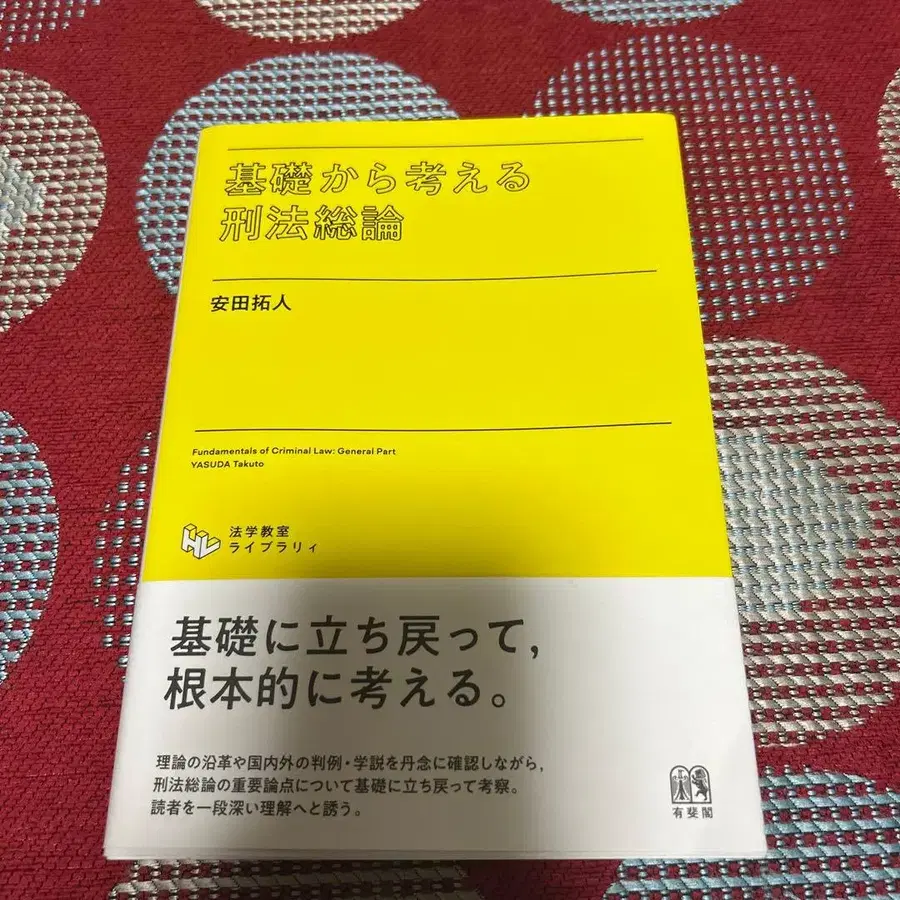 基礎から考える
刑法総論
安田拓人
Fundamentals of Criminal Law: General Part
YASUDA Takuto
HL
法学教室
ライブラリィ
基礎に立ち戻って,
根本的に考える。
理論の沿革や国内外の判例・学説を丹念に確認しながら,
刑法総論の重要論点について基礎に立ち戻って考察。
読者を一段深い理解へと誘う。
有斐閣